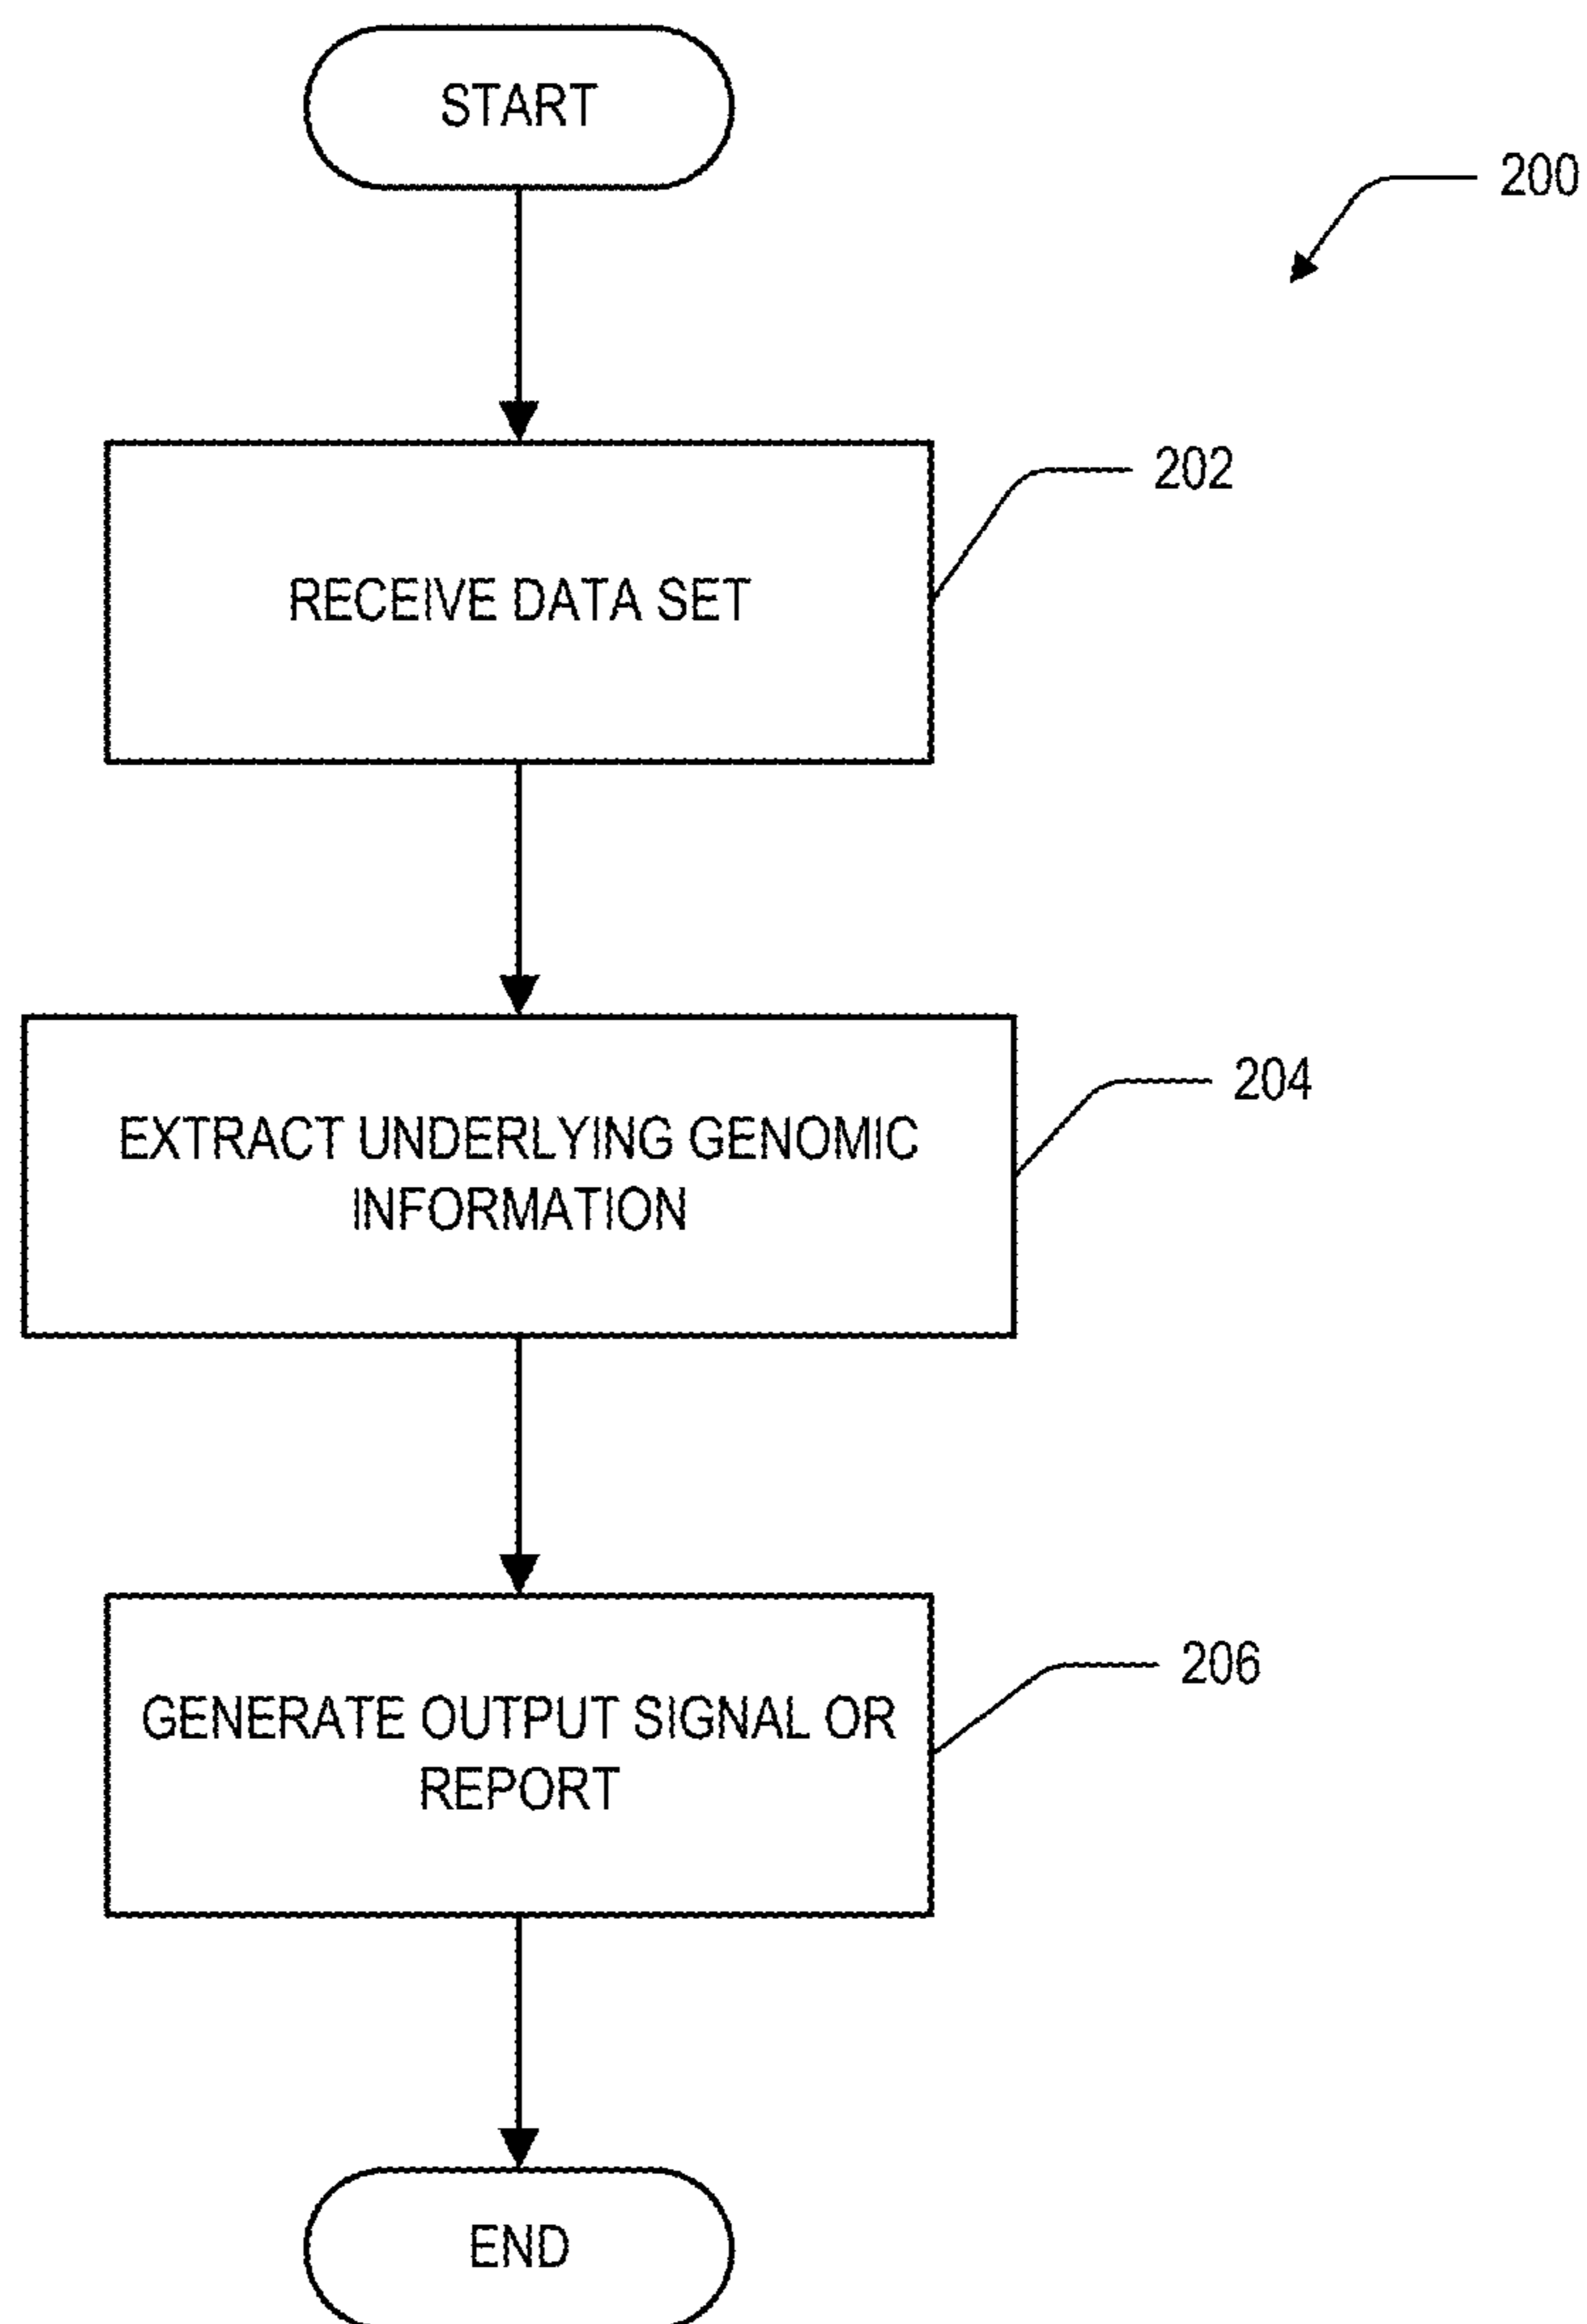 START
200
202
RECEIVE DATA SET
204
EXTRACT UNDERLYING GENOMIC
INFORMATION
206
GENERATE OUTPUT SIGNAL OR
REPORT
END